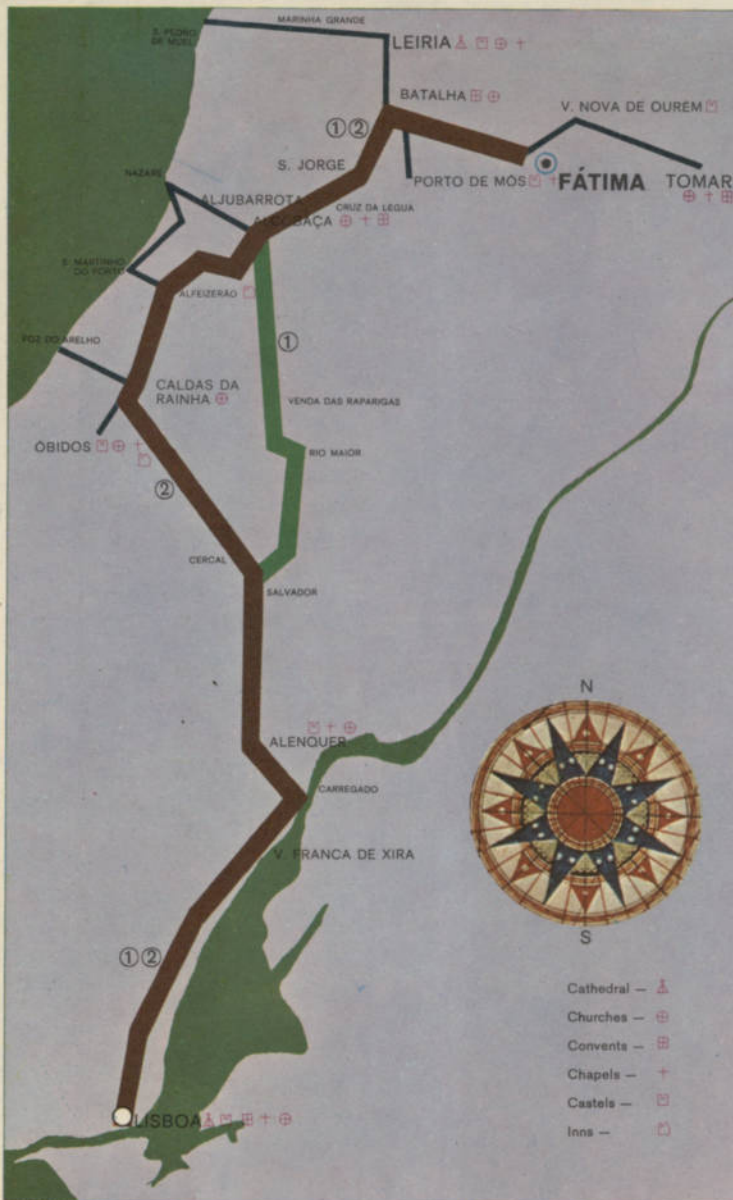 MARINHA GRANDE
S. PEDRO
DE MUEL
LEIRIA
BATALHA
V. NOVA DE OURÉM
①②
S. JORGE
PORTO DE MÓS
FÁTIMA
TOMAR
NAZARÉ
ALJUBARROTA
CRUZ DA LEGUA
ALCOBAÇA
S. MARTINHO
DO PORTO
ALFEIZERÃO
①
FOZ DO ARELHO
CALDAS DA
RAINHA
VENDA DAS RAPARIGAS
ÓBIDOS
RIO MAIOR
②
CERCAL
SALVADOR
N
ALENQUER
CARREGADO
V. FRANCA DE XIRA
S
①②
Cathedral —
Churches —
Convents —
Chapels —
Castels —
Inns —
LISBOA